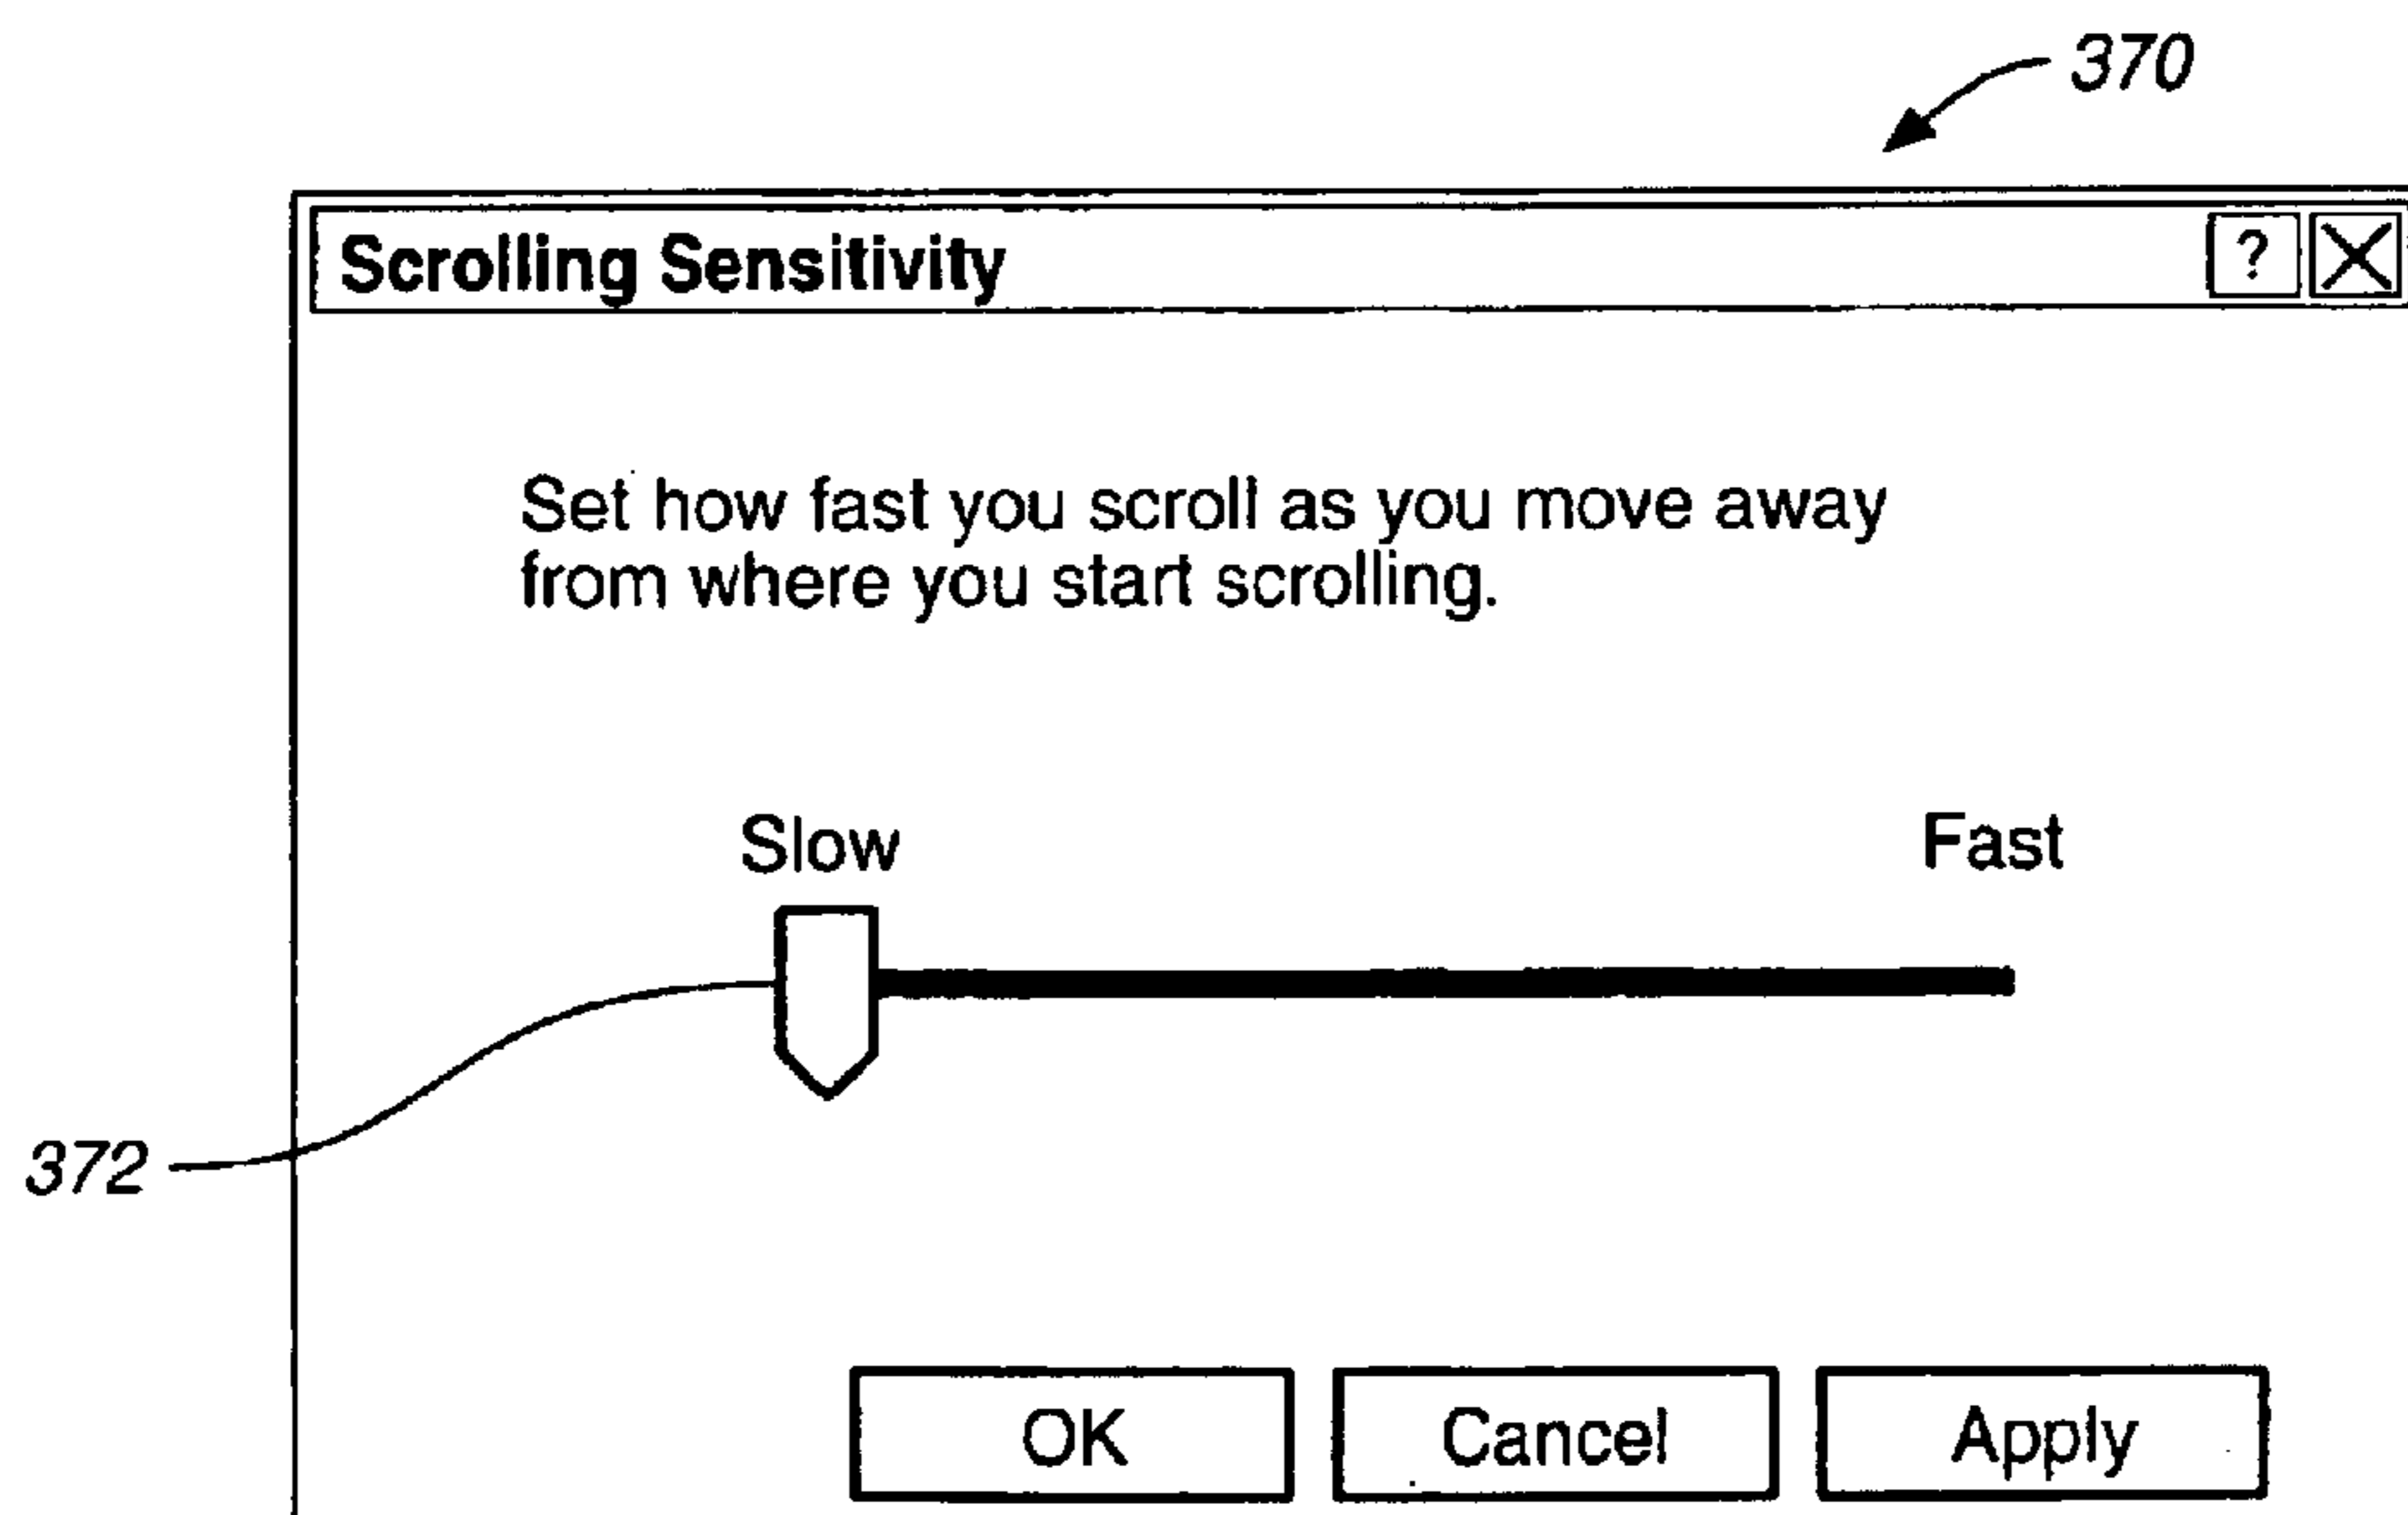 370
Scrolling Sensitivity ?
Set how fast you scroll as you move away
from where you start scrolling.
Slow Fast
372
OK Cancel Apply